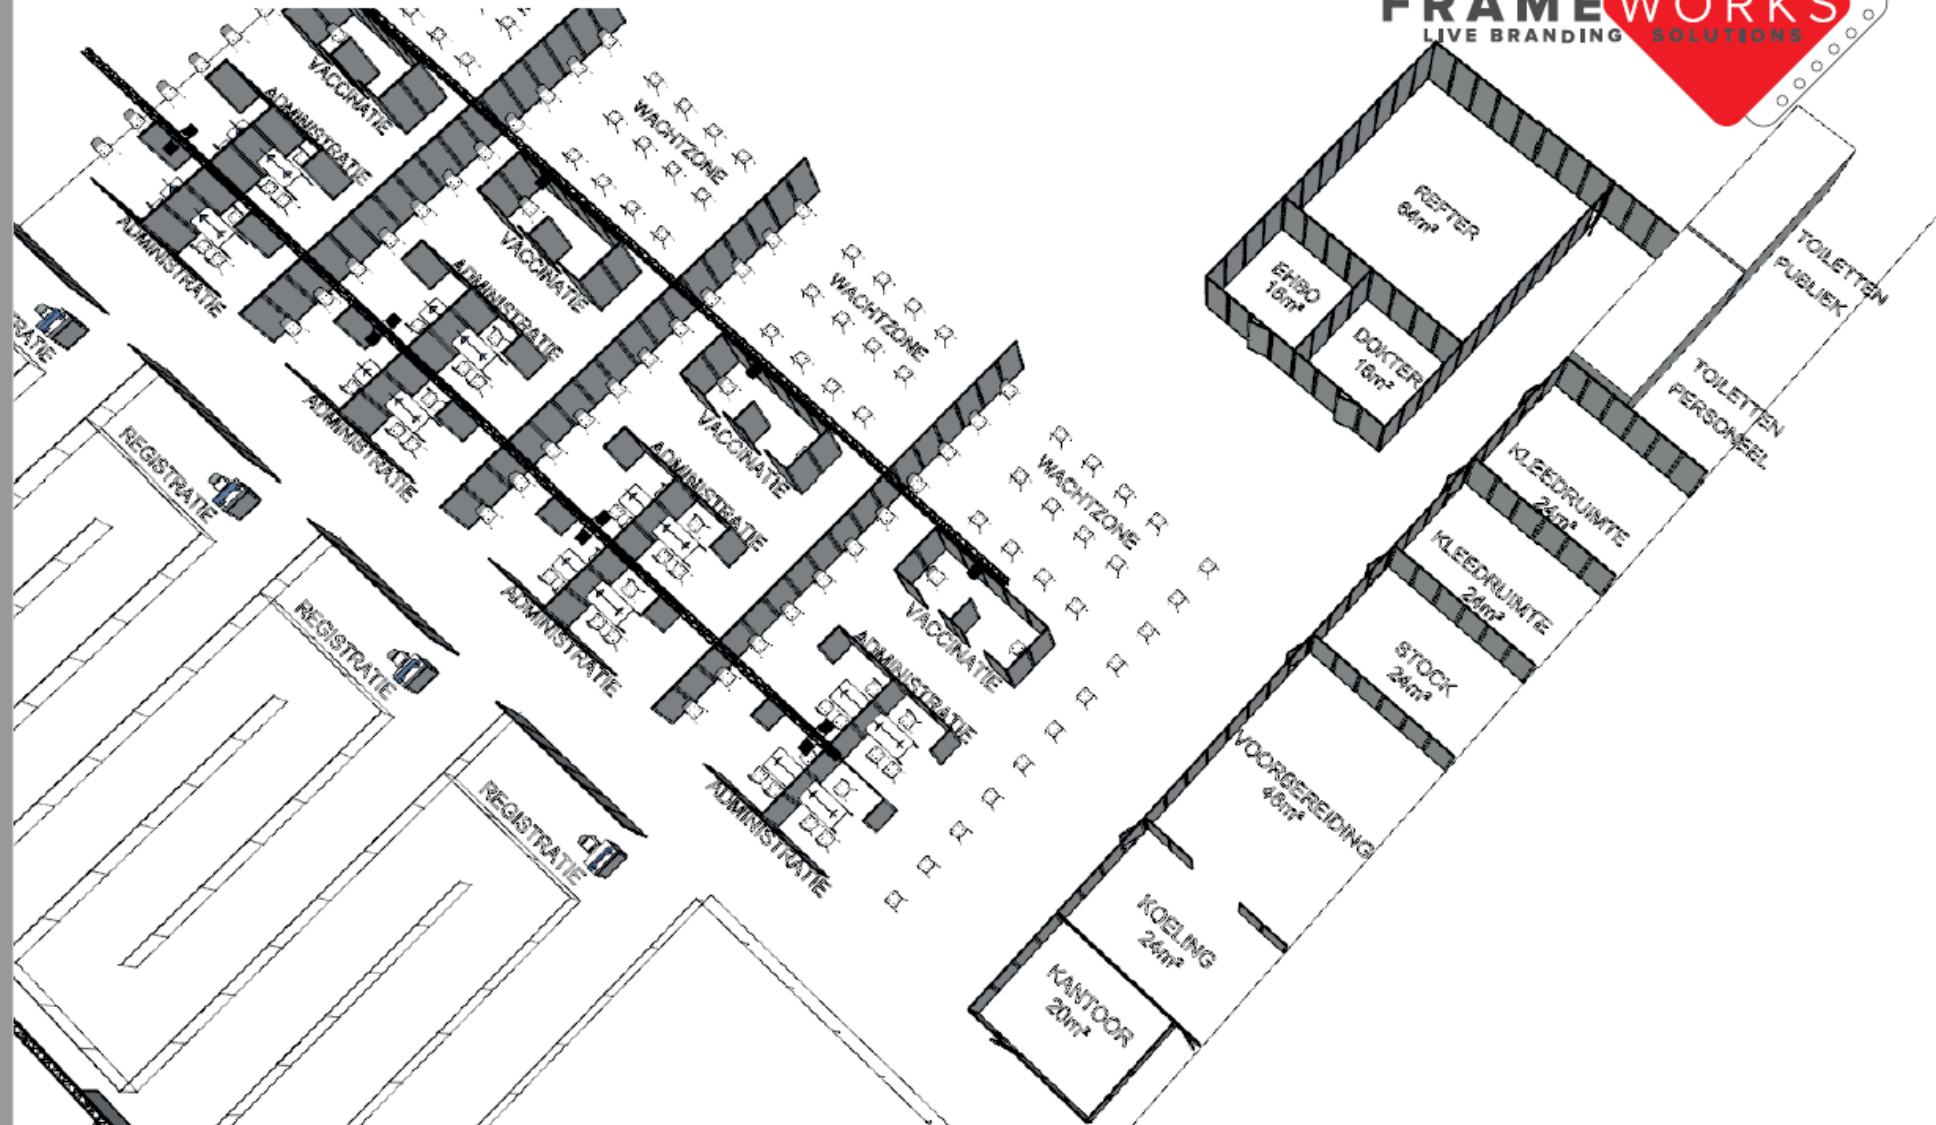 FRAMEWORKS
LIVE BRANDING SOLUTIONS
VACCINATIE
ADMINISTRATIE
ADMINISTRATIE
WACHTZONE
VACCINATIE
ADMINISTRATIE
ADMINISTRATIE
WACHTZONE
VACCINATIE
ADMINISTRATIE
ADMINISTRATIE
WACHTZONE
VACCINATIE
ADMINISTRATIE
ADMINISTRATIE
REGISTRATIE
REGISTRATIE
REGISTRATIE
REFTER
64m²
EHBO
16m²
DOKTER
16m²
TOILETTEN
PUBLIEK
TOILETTEN
PERSONEEL
KLEEDRUIMTE
24m²
KLEEDRUIMTE
24m²
STOCK
24m²
VOORBEREIDING
48m²
KOELING
24m²
KANTOOR
20m²